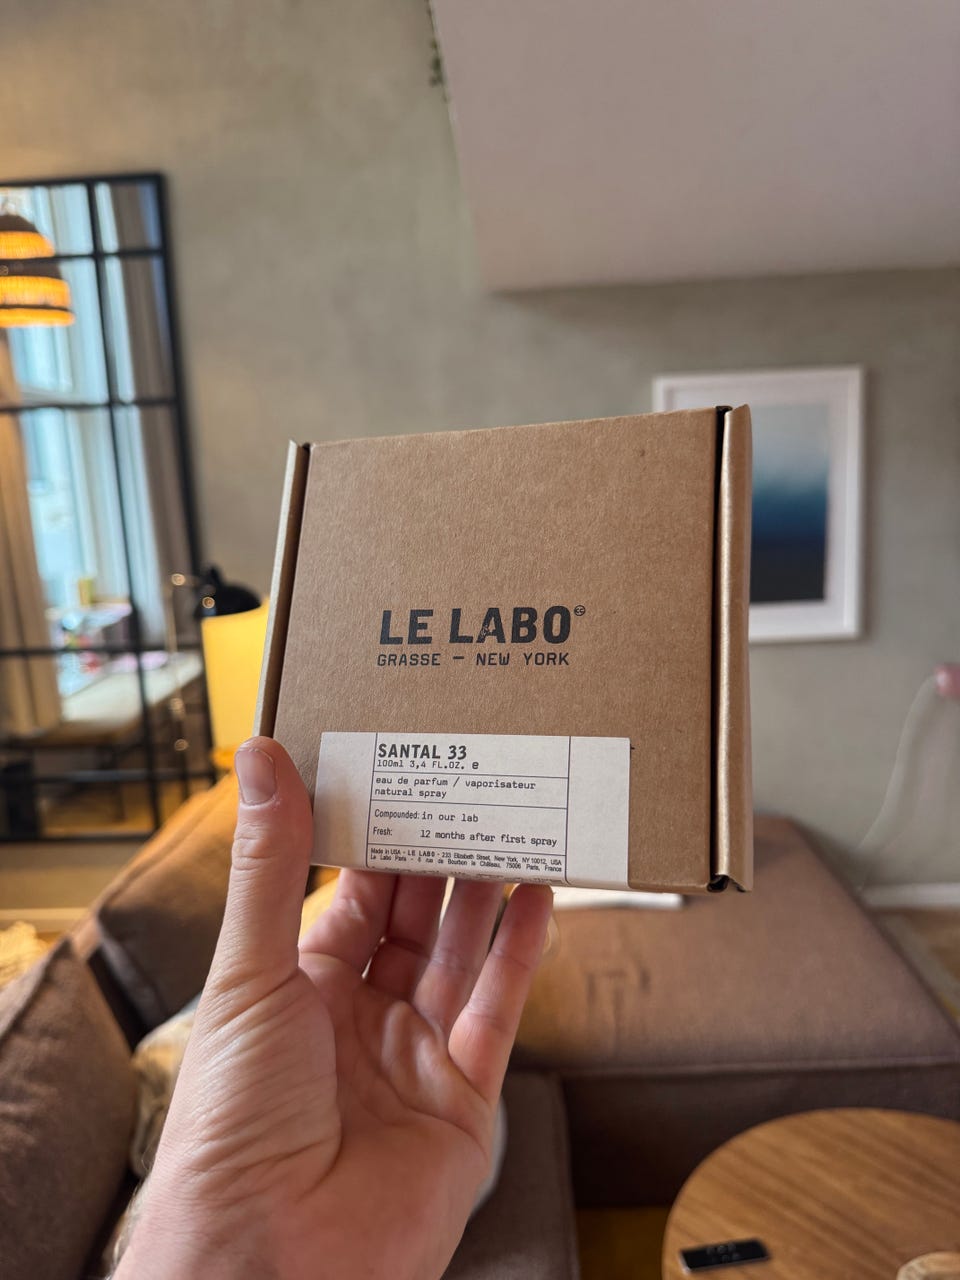 LE LABO
GRASSE — NEW YORK
SANTAL 33
100ml 3,4 FL.OZ. e
eau de parfum / vaporisateur
natural spray
Compounded: in our lab
Fresh: 12 months after first spray
Made in USA - LE LABO - 233 Elizabeth Street, New York, NY 10012, USA
Le Labo Paris - 6 rue de Bourbon le Château, 75006 Paris, France